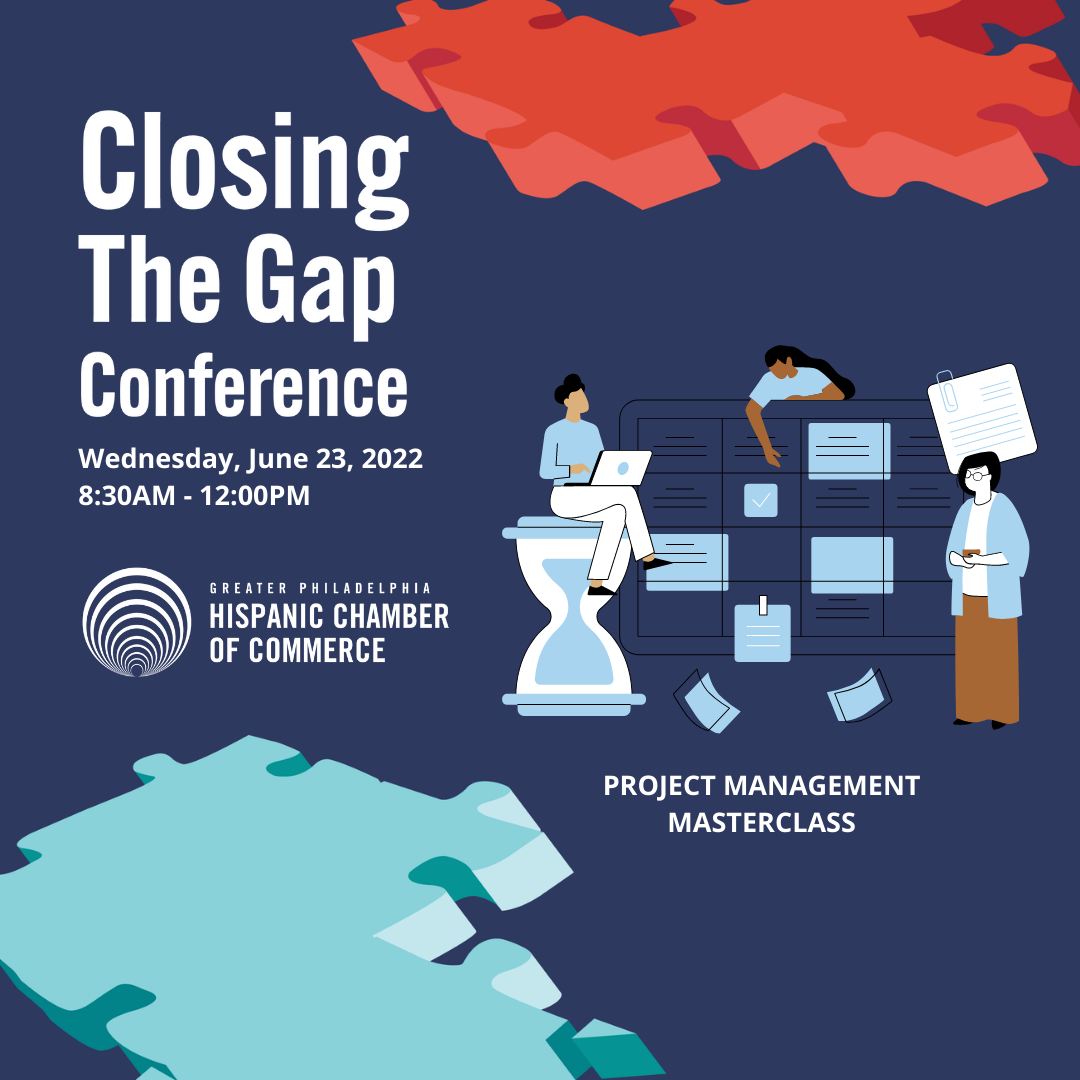 Closing
The Gap
Conference
Wednesday, June 23, 2022
8:30AM - 12:00PM
GREATER PHILADELPHIA
HISPANIC CHAMBER
OF COMMERCE
PROJECT MANAGEMENT
MASTERCLASS